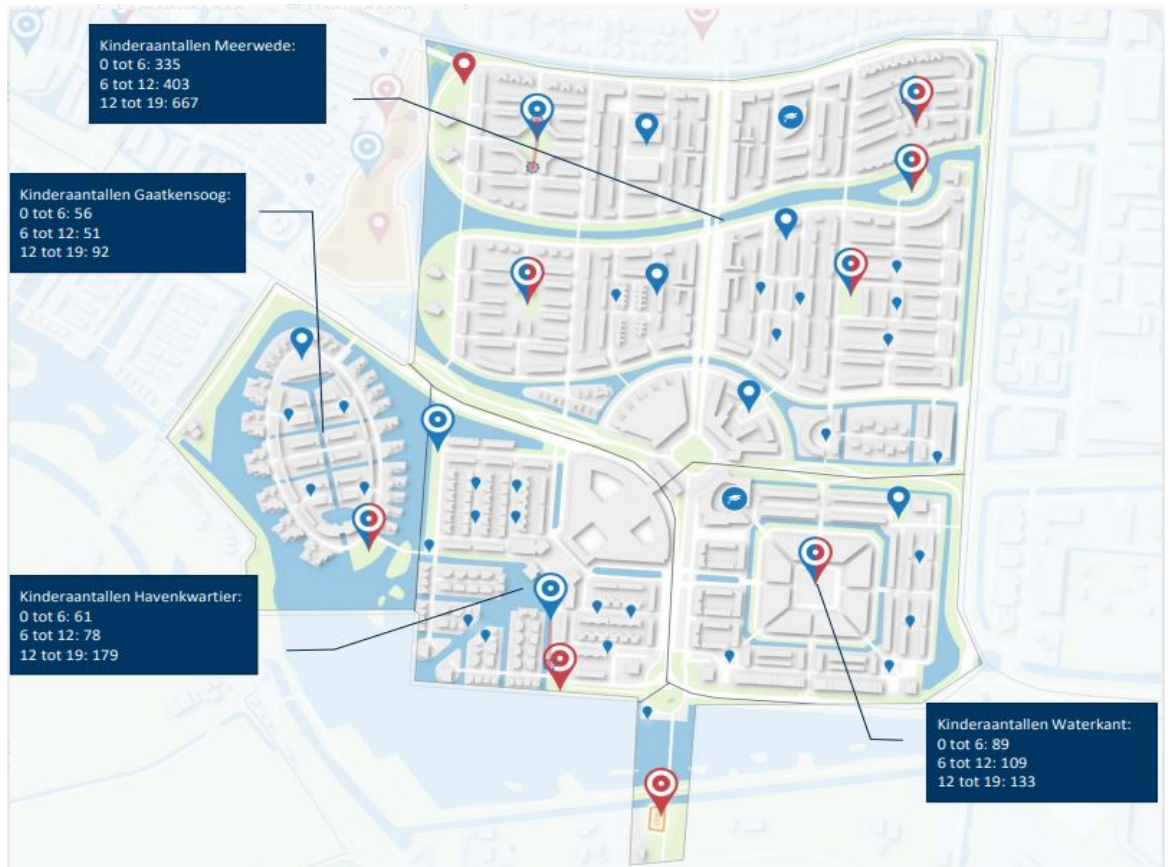 Kinderaantallen Meerwede:
0 tot 6: 335
6 tot 12: 403
12 tot 19: 667
Kinderaantallen Gaatkensoog:
0 tot 6: 56
6 tot 12: 51
12 tot 19: 92
Kinderaantallen Havenkwartier:
0 tot 6: 61
6 tot 12: 78
12 tot 19: 179
Kinderaantallen Waterkant:
0 tot 6: 89
6 tot 12: 109
12 tot 19: 133